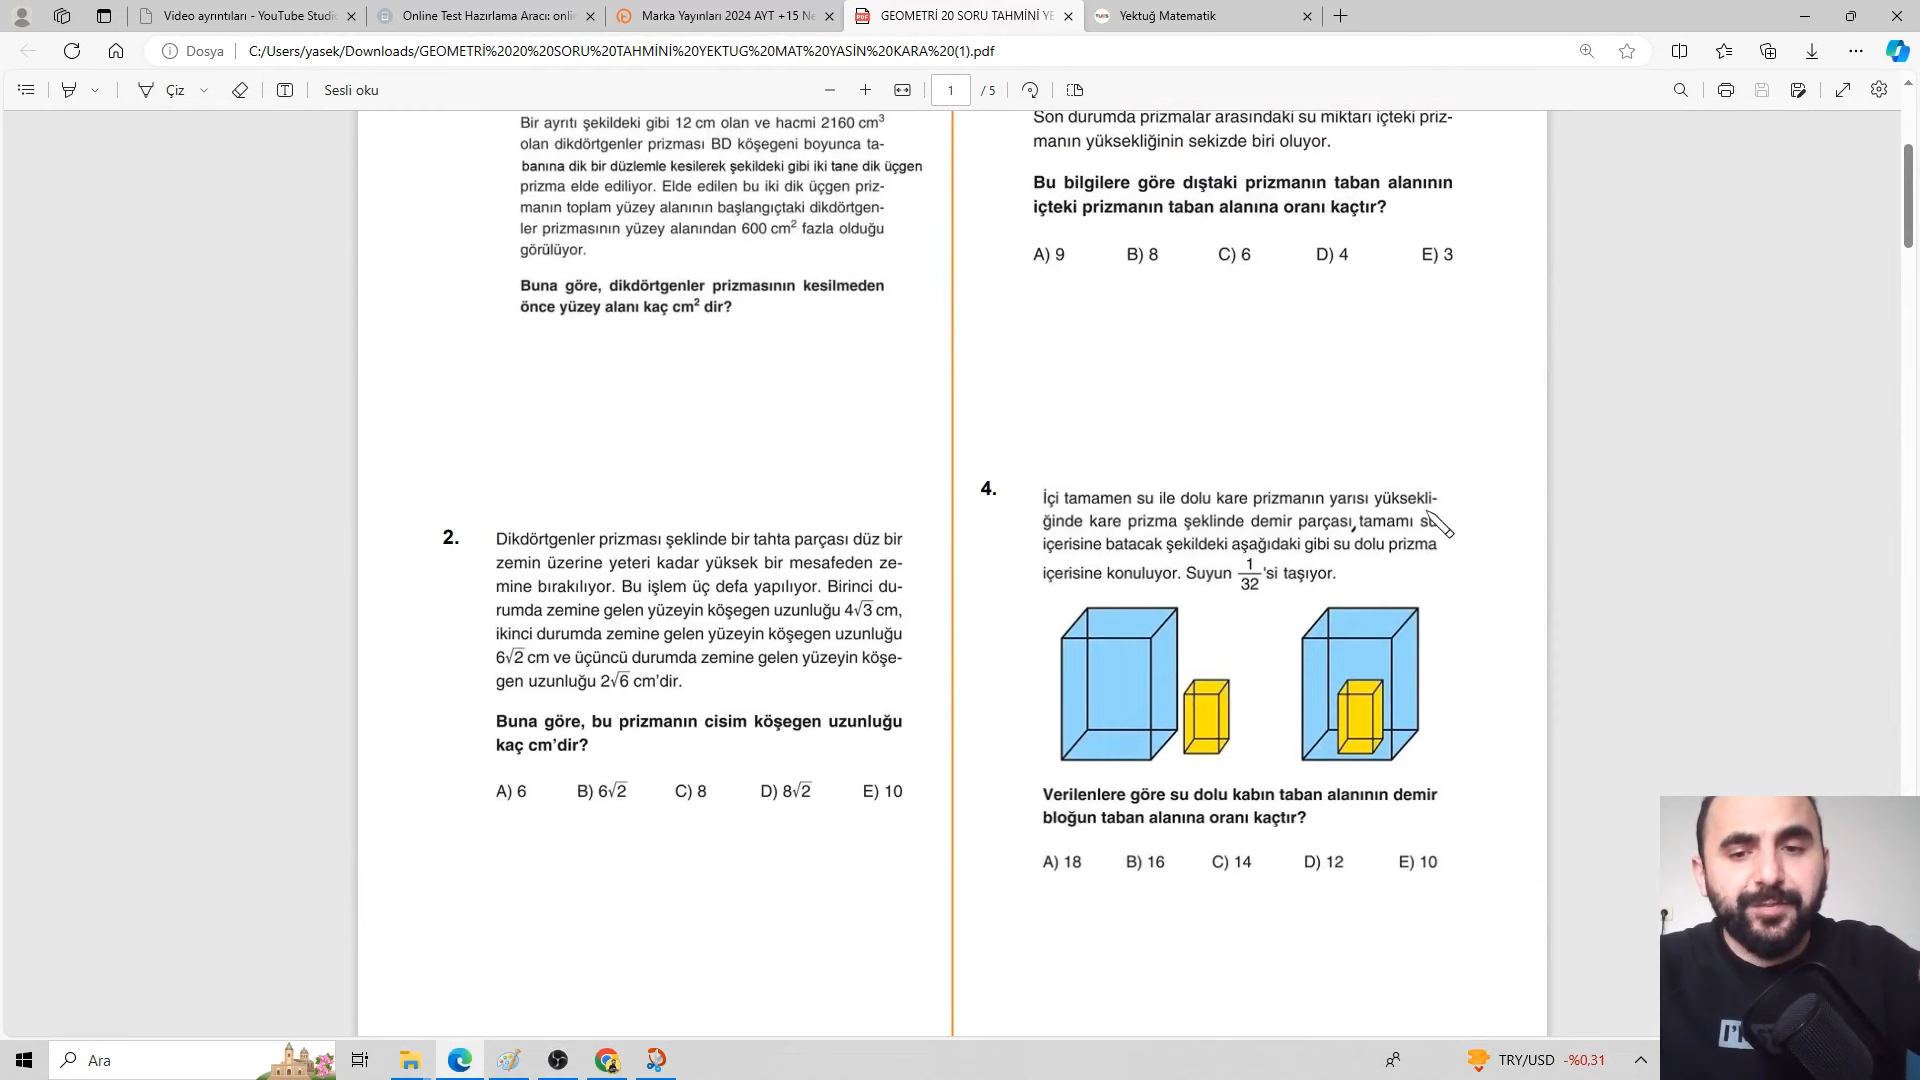 Video ayrıntıları - YouTube Studio
Online Test Hazırlama Aracı: onlin
Marka Yayınları 2024 AYT +15 Ne
GEOMETRİ 20 SORU TAHMİNİ YE
Yektuğ Matematik
Dosya
C:/Users/yasek/Downloads/GEOMETRİ%2020%20SORU%20TAHMİNİ%20YEKTUG%20MAT%20YASİN%20KARA%20(1).pdf
Çiz
Sesli oku
1
/ 5
Bir ayrıtı şekildeki gibi 12 cm olan ve hacmi 2160 cm³
olan dikdörtgenler prizması BD köşegeni boyunca ta-
banına dik bir düzlemle kesilerek şekildeki gibi iki tane dik üçgen
prizma elde ediliyor. Elde edilen bu iki dik üçgen priz-
manın toplam yüzey alanının başlangıçtaki dikdörtgen-
ler prizmasının yüzey alanından 600 cm² fazla olduğu
görülüyor.
Buna göre, dikdörtgenler prizmasının kesilmeden
önce yüzey alanı kaç cm² dir?
2.
Dikdörtgenler prizması şeklinde bir tahta parçası düz bir
zemin üzerine yeteri kadar yüksek bir mesafeden ze-
mine bırakılıyor. Bu işlem üç defa yapılıyor. Birinci du-
rumda zemine gelen yüzeyin köşegen uzunluğu 4√3 cm,
ikinci durumda zemine gelen yüzeyin köşegen uzunluğu
6√2 cm ve üçüncü durumda zemine gelen yüzeyin köşe-
gen uzunluğu 2√6 cm'dir.
Buna göre, bu prizmanın cisim köşegen uzunluğu
kaç cm'dir?
A) 6 B) 6√2 C) 8 D) 8√2 E) 10
Son durumda prizmalar arasındaki su miktarı içteki priz-
manın yüksekliğinin sekizde biri oluyor.
Bu bilgilere göre dıştaki prizmanın taban alanının
içteki prizmanın taban alanına oranı kaçtır?
A) 9 B) 8 C) 6 D) 4 E) 3
4.
İçi tamamen su ile dolu kare prizmanın yarısı yüksekli-
ğinde kare prizma şeklinde demir parçası, tamamı su
içerisine batacak şekildeki aşağıdaki gibi su dolu prizma
içerisine konuluyor. Suyun 1/32'si taşıyor.
Verilenlere göre su dolu kabın taban alanının demir
bloğun taban alanına oranı kaçtır?
A) 18 B) 16 C) 14 D) 12 E) 10
Ara
TRY/USD -%0,31